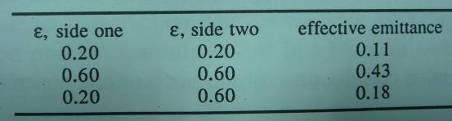 ε, side one ε, side two effective emittance
0.20 0.20 0.11
0.60 0.60 0.43
0.20 0.60 0.18